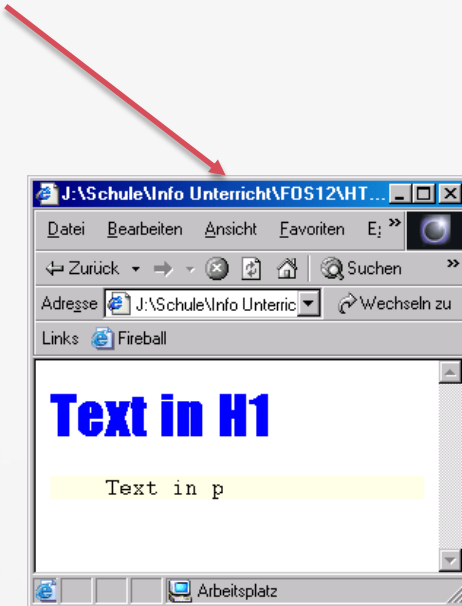 J:\Schule\Info Unterricht\FOS12\HT...
Datei Bearbeiten Ansicht Favoriten E; »
Zurück Suchen »
Adresse J:\Schule\Info Unterric Wechseln zu
Links Fireball
Text in H1
Text in p
Arbeitsplatz